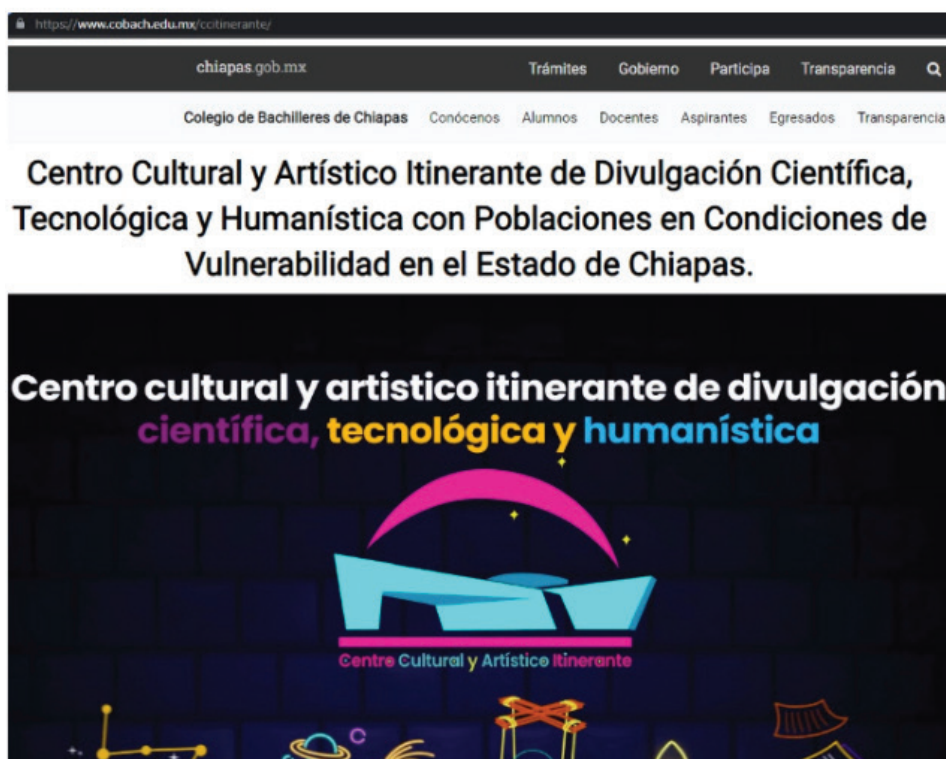 https://www.cobach.edu.mx/ccitinerante/
chiapas.gob.mx Trámites Gobierno Participa Transparencia
Colegio de Bachilleres de Chiapas Conócenos Alumnos Docentes Aspirantes Egresados Transparencia
Centro Cultural y Artístico Itinerante de Divulgación Científica,
Tecnológica y Humanística con Poblaciones en Condiciones de
Vulnerabilidad en el Estado de Chiapas.
Centro cultural y artistico itinerante de divulgación
científica, tecnológica y humanística
Centro Cultural y Artístico Itinerante